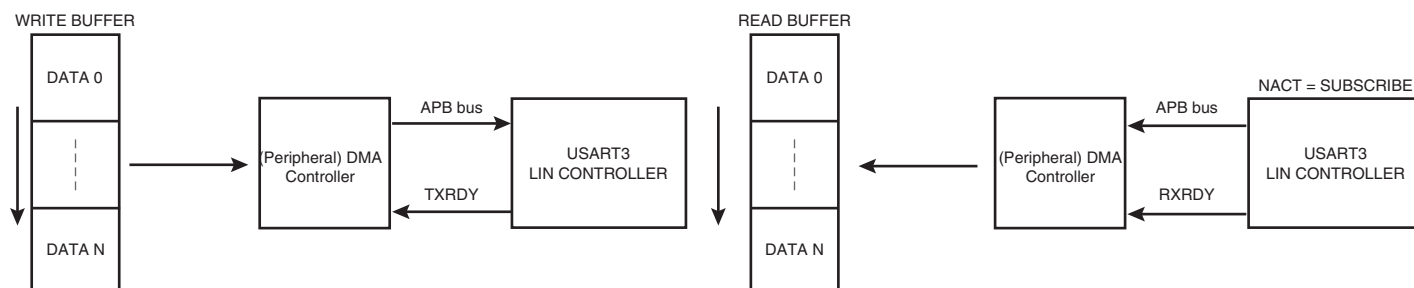 WRITE BUFFER
DATA 0
DATA N
(Peripheral) DMA
Controller
APB bus
TXRDY
USART3
LIN CONTROLLER
READ BUFFER
DATA 0
DATA N
(Peripheral) DMA
Controller
APB bus
RXRDY
NACT = SUBSCRIBE
USART3
LIN CONTROLLER